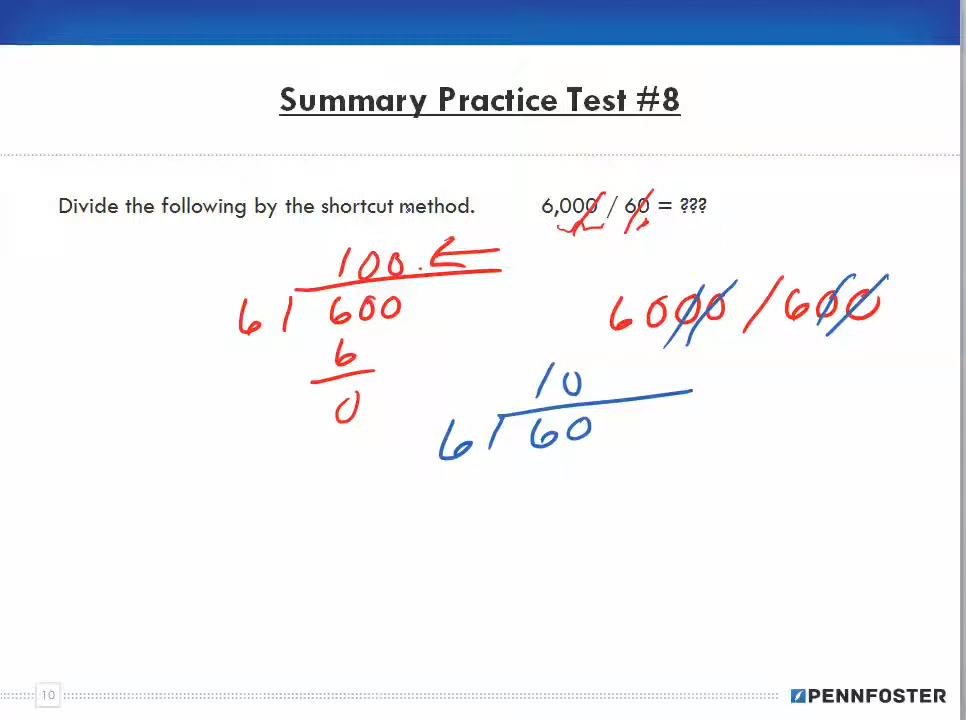 Summary Practice Test #8
Divide the following by the shortcut method. 6,000 / 60 = ???
100.
6 600
6
0
6000 / 600
10
6 60
10
PENNFOSTER